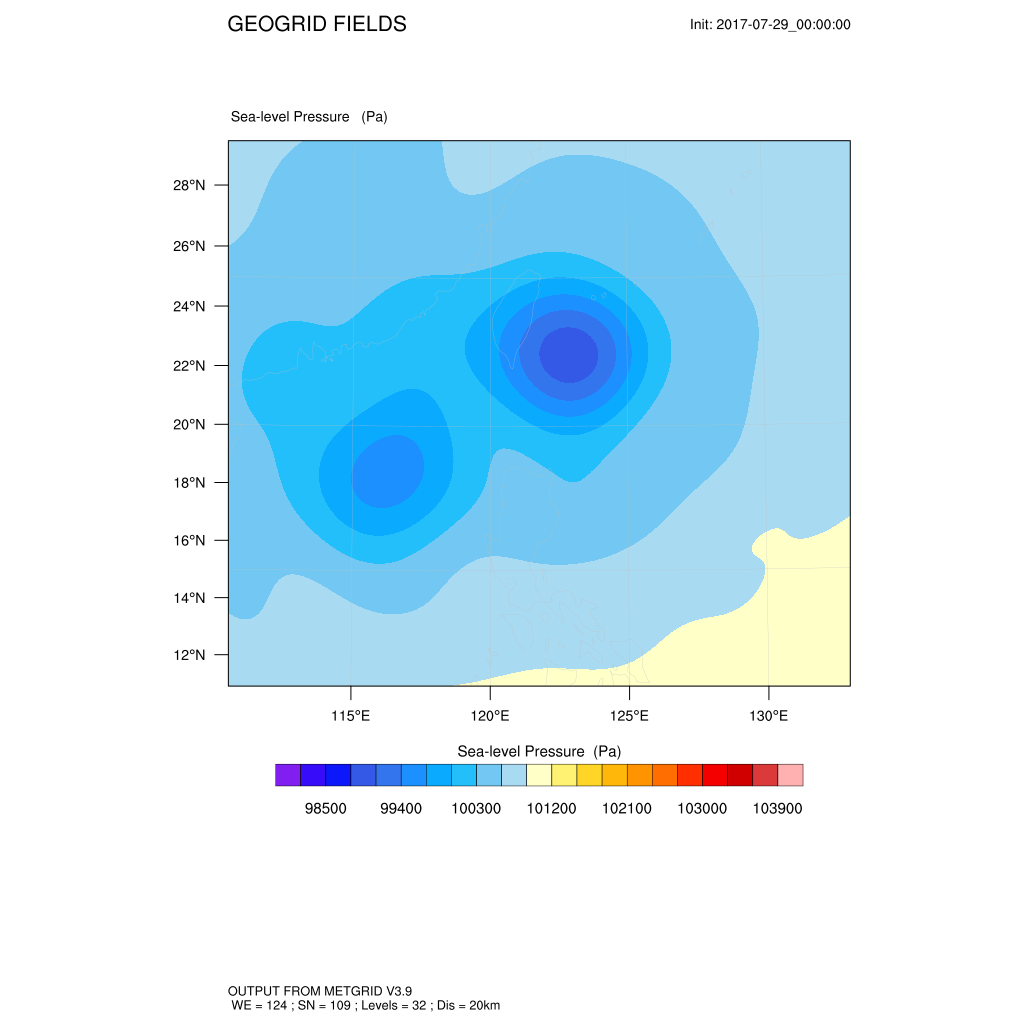 GEOGRID FIELDS
Init: 2017-07-29_00:00:00
Sea-level Pressure (Pa)
28°N
26°N
24°N
22°N
20°N
18°N
16°N
14°N
12°N
115°E 120°E 125°E 130°E
Sea-level Pressure (Pa)
98500 99400 100300 101200 102100 103000 103900
OUTPUT FROM METGRID V3.9
WE = 124 ; SN = 109 ; Levels = 32 ; Dis = 20km